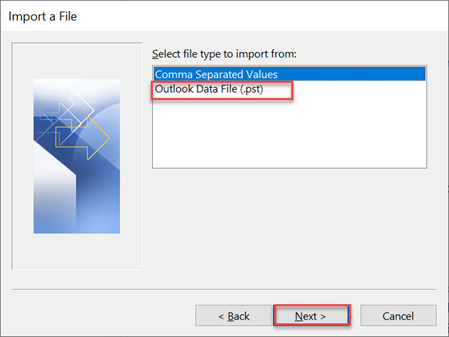 Import a File
Select file type to import from:
Comma Separated Values
Outlook Data File (.pst)
< Back
Next >
Cancel